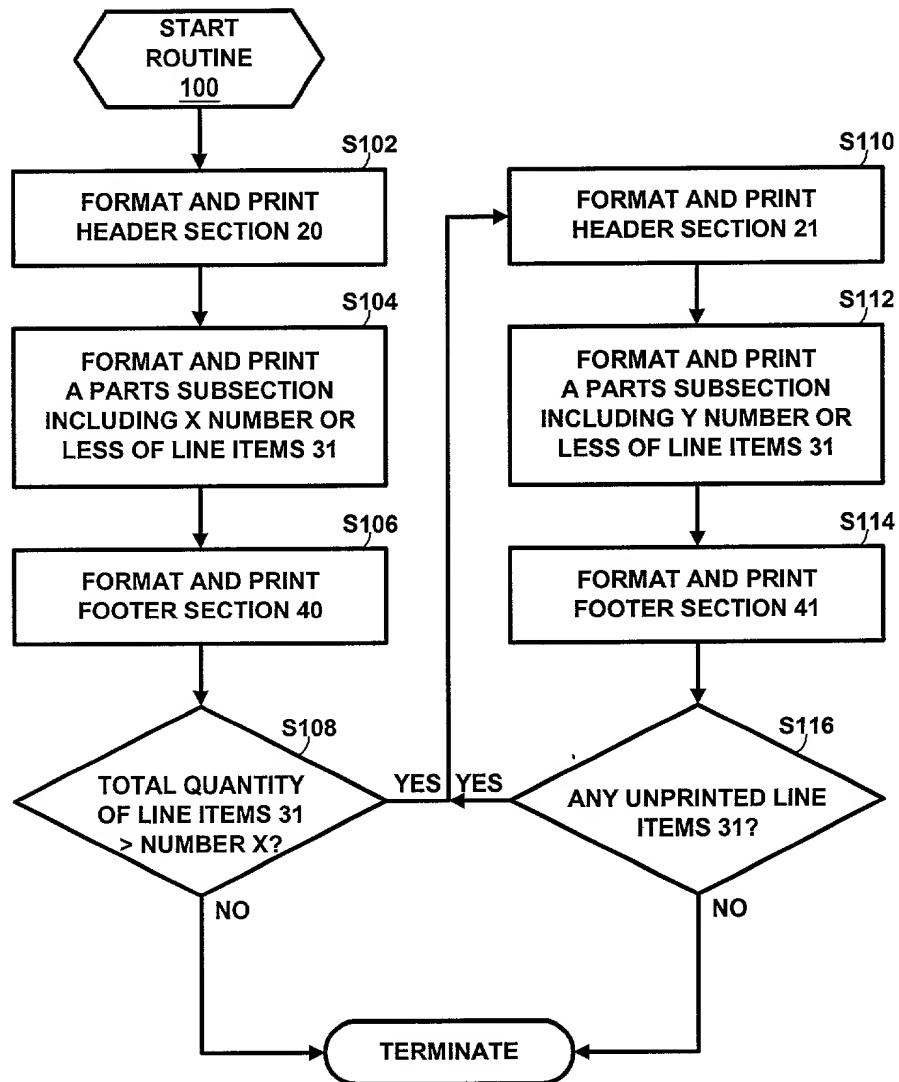 START
ROUTINE
100
S102
FORMAT AND PRINT
HEADER SECTION 20
S104
FORMAT AND PRINT
A PARTS SUBSECTION
INCLUDING X NUMBER OR
LESS OF LINE ITEMS 31
S106
FORMAT AND PRINT
FOOTER SECTION 40
S108
TOTAL QUANTITY
OF LINE ITEMS 31
> NUMBER X?
YES
NO
S110
FORMAT AND PRINT
HEADER SECTION 21
S112
FORMAT AND PRINT
A PARTS SUBSECTION
INCLUDING Y NUMBER OR
LESS OF LINE ITEMS 31
S114
FORMAT AND PRINT
FOOTER SECTION 41
S116
ANY UNPRINTED LINE
ITEMS 31?
YES
NO
TERMINATE